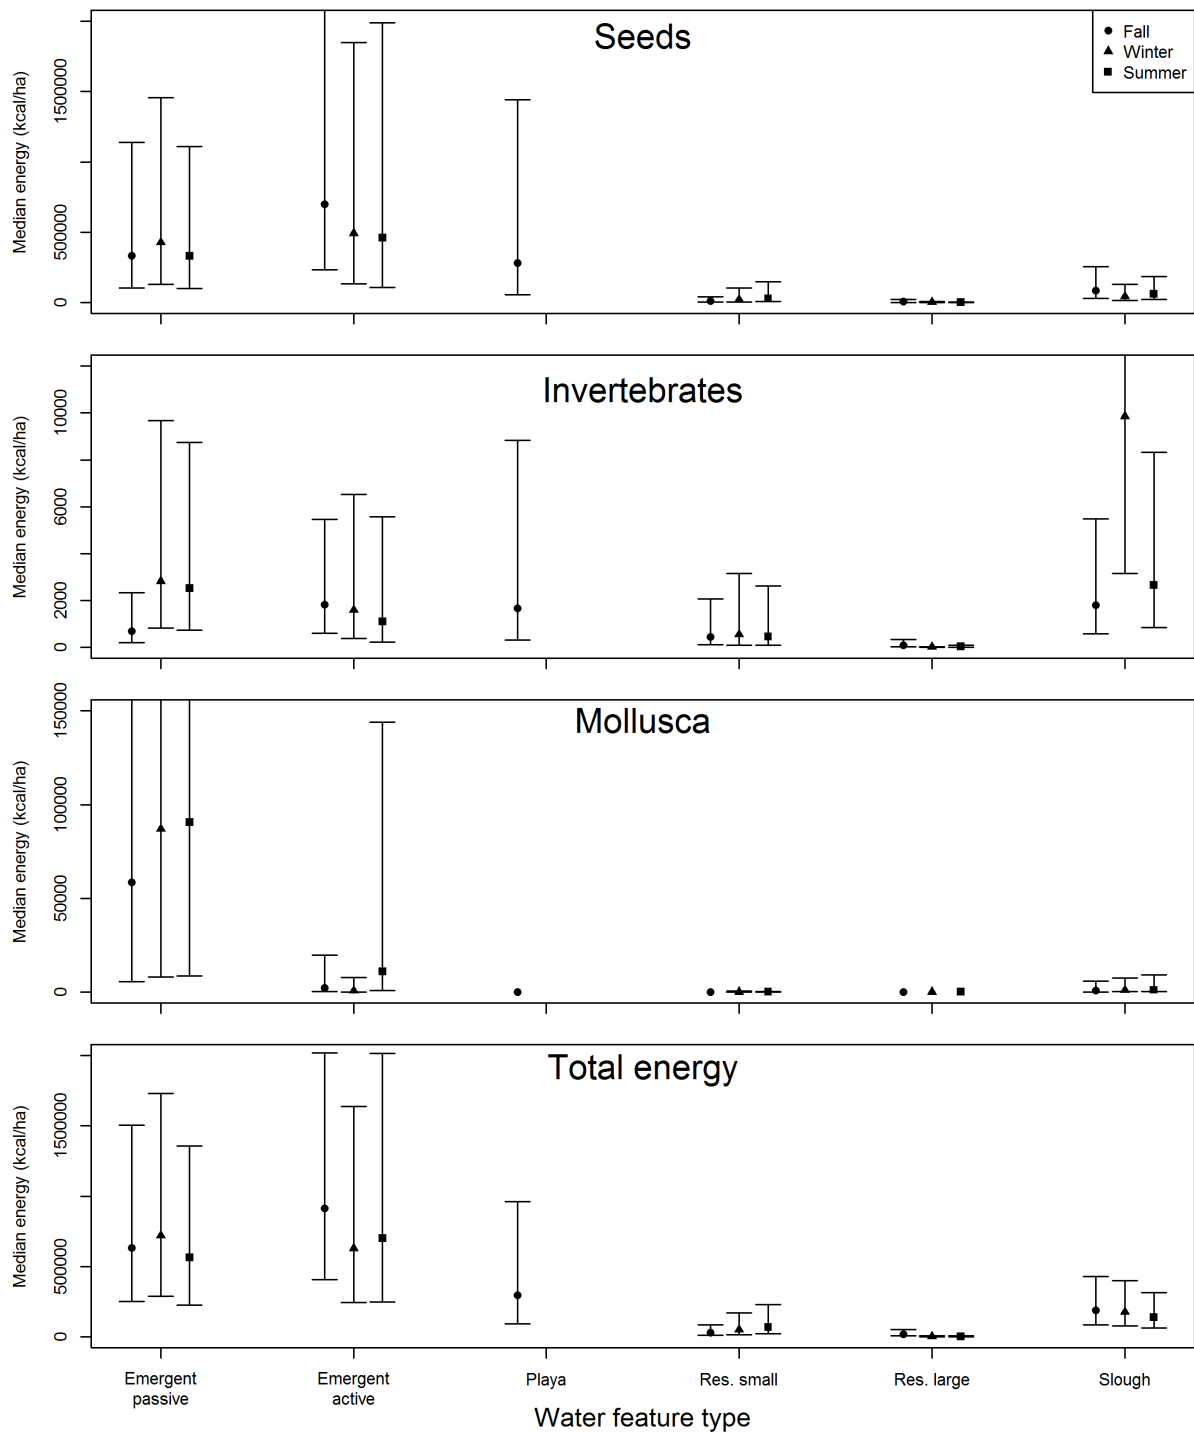 Seeds
Fall
Winter
Summer
Median energy (kcal/ha)
1500000
500000
0
Invertebrates
Median energy (kcal/ha)
10000
6000
2000
0
Mollusca
Median energy (kcal/ha)
150000
100000
50000
0
Total energy
Median energy (kcal/ha)
1500000
500000
0
Emergent
passive
Emergent
active
Playa
Res. small
Res. large
Slough
Water feature type